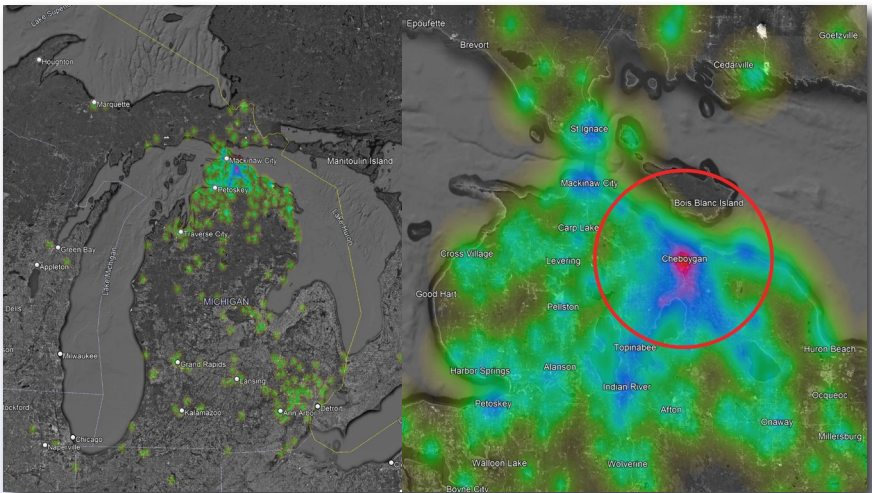 Lake Superior
Houghton
Marquette
Mackinaw City
Manitoulin Island
Petoskey
Traverse City
Lake Huron
Green Bay
Appleton
Lake Michigan
MICHIGAN
Dells
Milwaukee
Grand Rapids
Lansing
ockford
Kalamazoo
Ann Arbor
Detroit
Chicago
Naperville
Epoufette
Brevort
Goetzville
Cedarville
St Ignace
Mackinaw City
Bois Blanc Island
Carp Lake
Cross Village
Levering
Cheboygan
Good Hart
Pellston
Topinabee
Huron Beach
Harbor Springs
Alanson
Indian River
Ocqueoc
Petoskey
Afton
Onaway
Millersburg
Walloon Lake
Wolverine
Boyne City